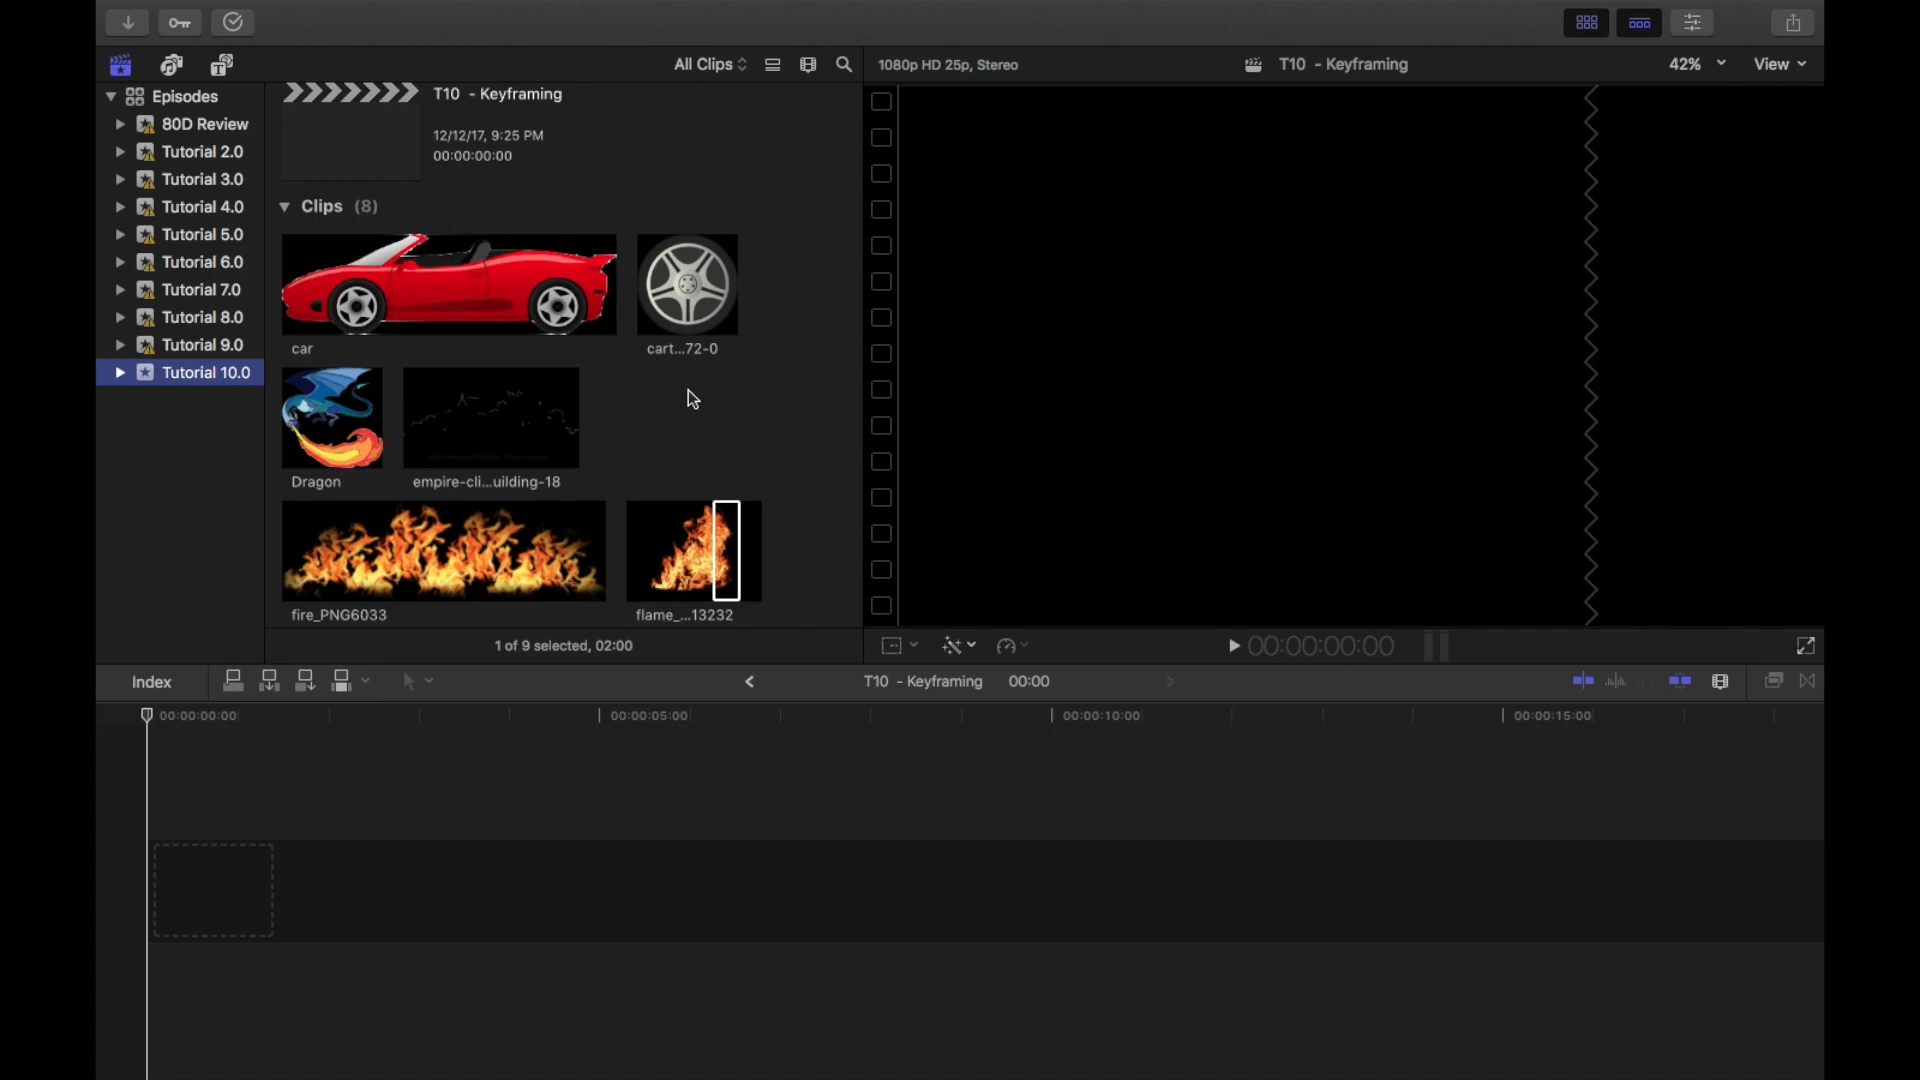 All Clips
1080p HD 25p, Stereo
T10 - Keyframing
42%
View
Episodes
80D Review
Tutorial 2.0
Tutorial 3.0
Tutorial 4.0
Tutorial 5.0
Tutorial 6.0
Tutorial 7.0
Tutorial 8.0
Tutorial 9.0
Tutorial 10.0
T10 - Keyframing
12/12/17, 9:25 PM
00:00:00:00
Clips (8)
car
cart...72-0
Dragon
empire-cli...uilding-18
fire_PNG6033
flame_...13232
1 of 9 selected, 02:00
00:00:00:00
Index
T10 - Keyframing 00:00
00:00:00:00
00:00:05:00
00:00:10:00
00:00:15:00